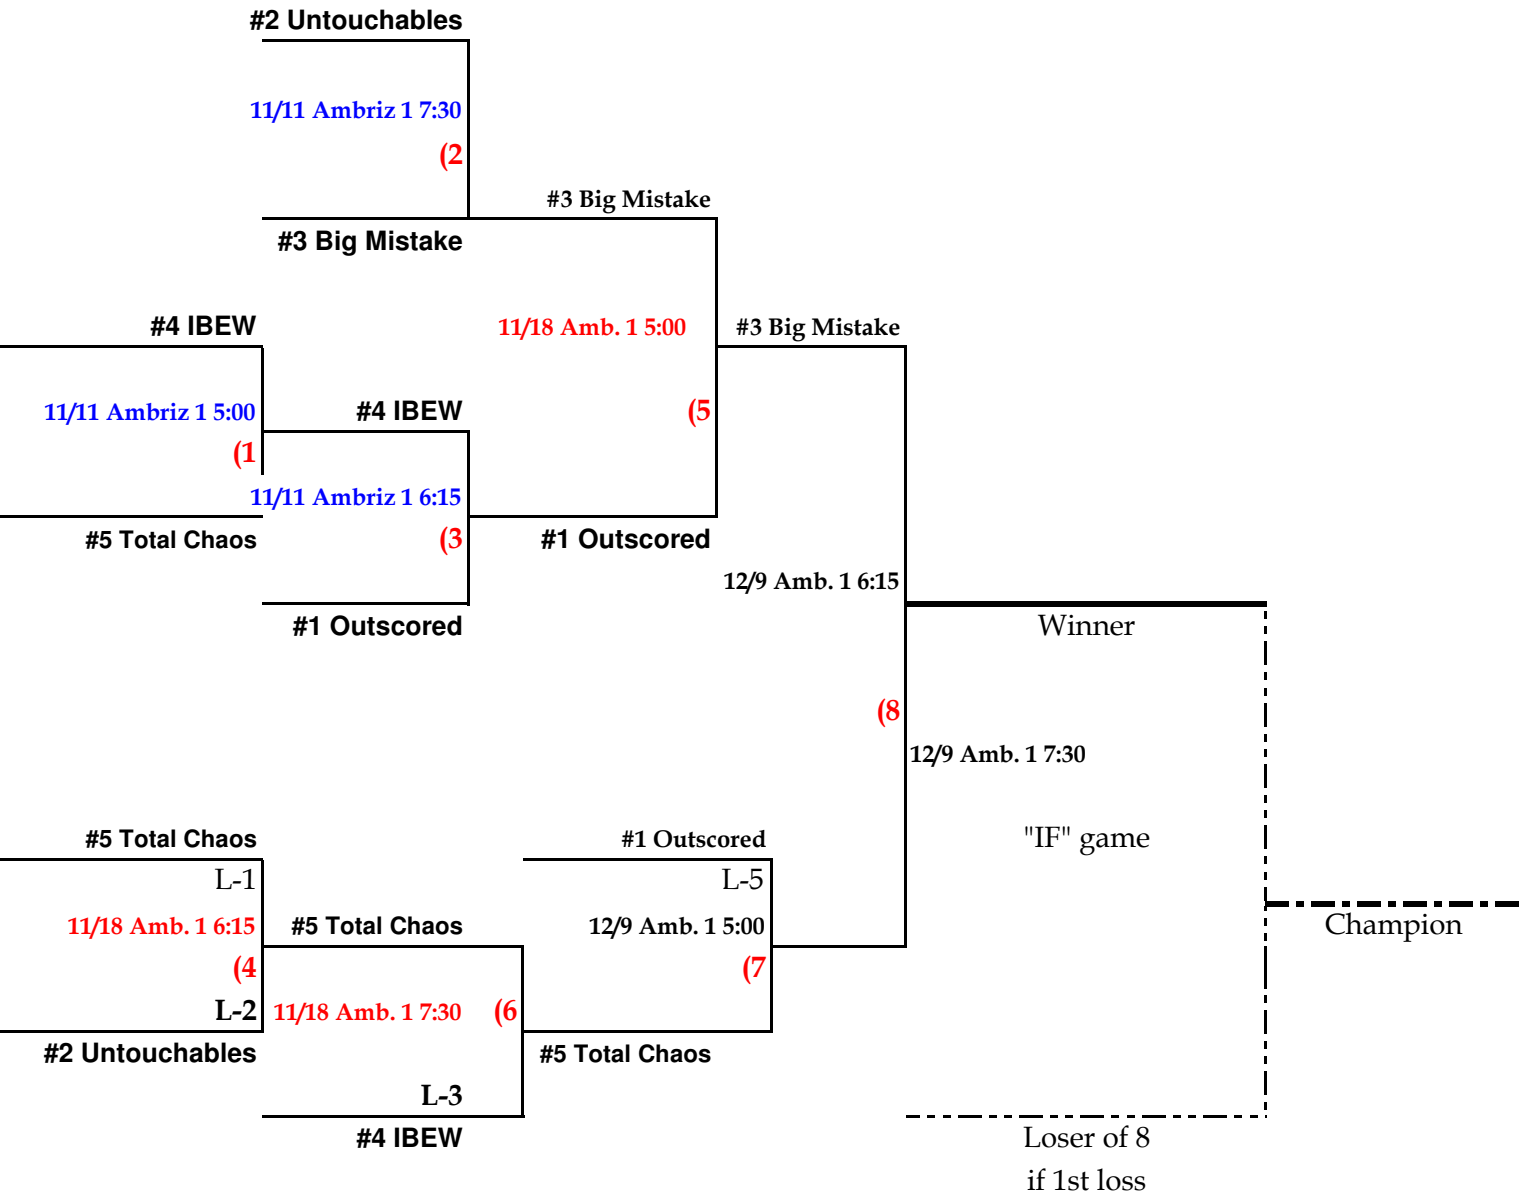 #2 Untouchables
11/11 Ambriz 1 7:30
(2
#3 Big Mistake
#3 Big Mistake
#4 IBEW
11/18 Amb. 1 5:00
#3 Big Mistake
11/11 Ambriz 1 5:00
#4 IBEW
(5
(1
11/11 Ambriz 1 6:15
#5 Total Chaos
(3
#1 Outscored
12/9 Amb. 1 6:15
#1 Outscored
Winner
(8
12/9 Amb. 1 7:30
#5 Total Chaos
#1 Outscored
"IF" game
L-1
L-5
11/18 Amb. 1 6:15
#5 Total Chaos
12/9 Amb. 1 5:00
Champion
(4
(7
L-2
11/18 Amb. 1 7:30
(6
#2 Untouchables
#5 Total Chaos
L-3
#4 IBEW
Loser of 8
if 1st loss